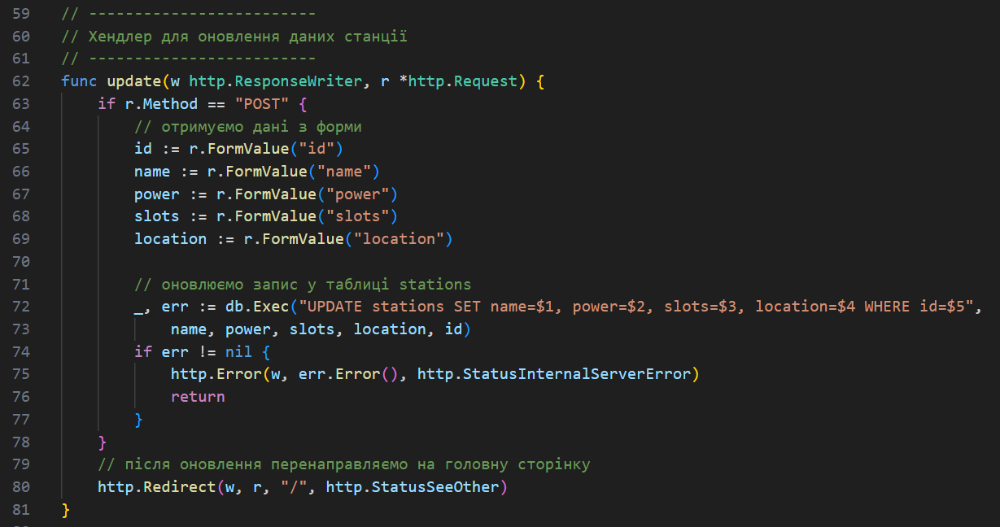 59 // -------------------------
60 // Хендлер для оновлення даних станції
61 // -------------------------
62 func update(w http.ResponseWriter, r *http.Request) {
63     if r.Method == "POST" {
64         // отримуємо дані з форми
65         id := r.FormValue("id")
66         name := r.FormValue("name")
67         power := r.FormValue("power")
68         slots := r.FormValue("slots")
69         location := r.FormValue("location")
70
71         // оновлюємо запис у таблиці stations
72         _, err := db.Exec("UPDATE stations SET name=$1, power=$2, slots=$3, location=$4 WHERE id=$5",
73             name, power, slots, location, id)
74         if err != nil {
75             http.Error(w, err.Error(), http.StatusInternalServerError)
76             return
77         }
78     }
79     // після оновлення перенаправляємо на головну сторінку
80     http.Redirect(w, r, "/", http.StatusSeeOther)
81 }